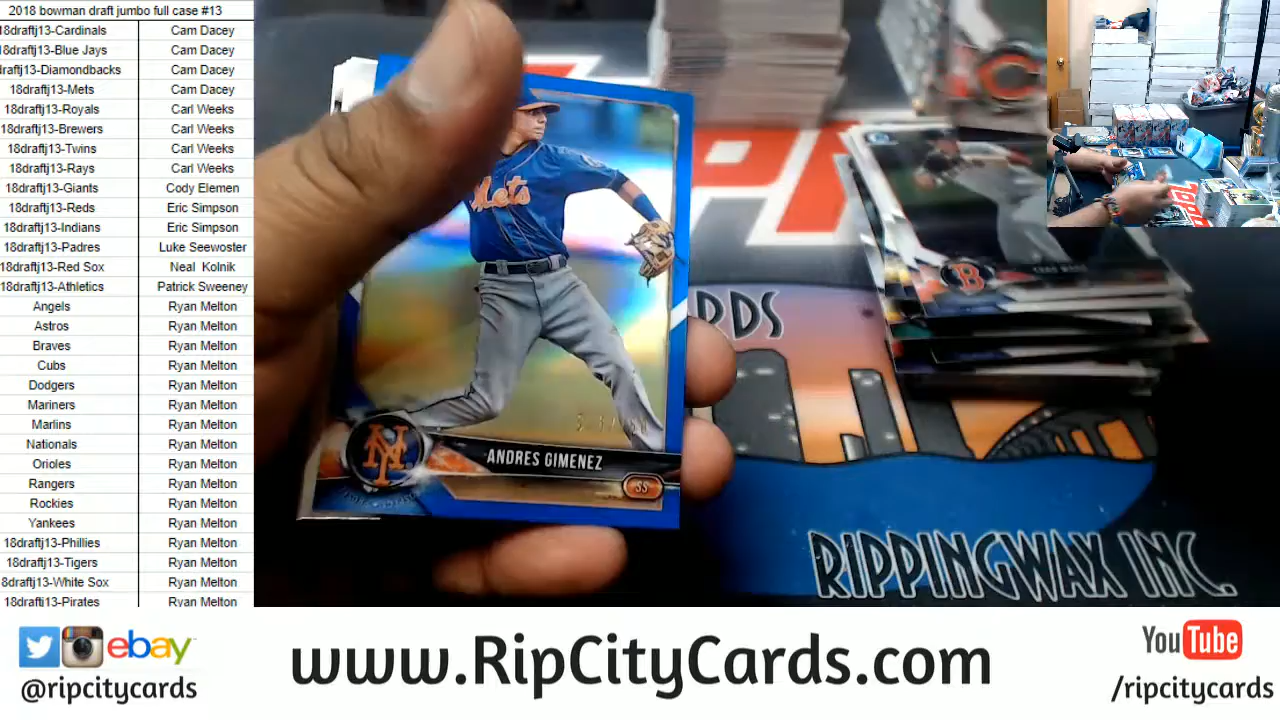 2018 bowman draft jumbo full case #13
18draftj13-Cardinals Cam Dacey
18draftj13-Blue Jays Cam Dacey
draftj13-Diamondbacks Cam Dacey
18draftj13-Mets Cam Dacey
18draftj13-Royals Carl Weeks
18draftj13-Brewers Carl Weeks
18draftj13-Twins Carl Weeks
18draftj13-Rays Carl Weeks
18draftj13-Giants Cody Elemen
18draftj13-Reds Eric Simpson
18draftj13-Indians Eric Simpson
18draftj13-Padres Luke Seewoster
18draftj13-Red Sox Neal Kolnik
18draftj13-Athletics Patrick Sweeney
Angels Ryan Melton
Astros Ryan Melton
Braves Ryan Melton
Cubs Ryan Melton
Dodgers Ryan Melton
Mariners Ryan Melton
Marlins Ryan Melton
Nationals Ryan Melton
Orioles Ryan Melton
Rangers Ryan Melton
Rockies Ryan Melton
Yankees Ryan Melton
18draftj13-Phillies Ryan Melton
18draftj13-Tigers Ryan Melton
8draftj13-White Sox Ryan Melton
18draftj13-Pirates Ryan Melton
Mets
NY
ANDRES GIMENEZ
SS
B
C
RDS
RIPPINGWAX INC.
ebay
@ripcitycards
www.RipCityCards.com
YouTube
/ripcitycards